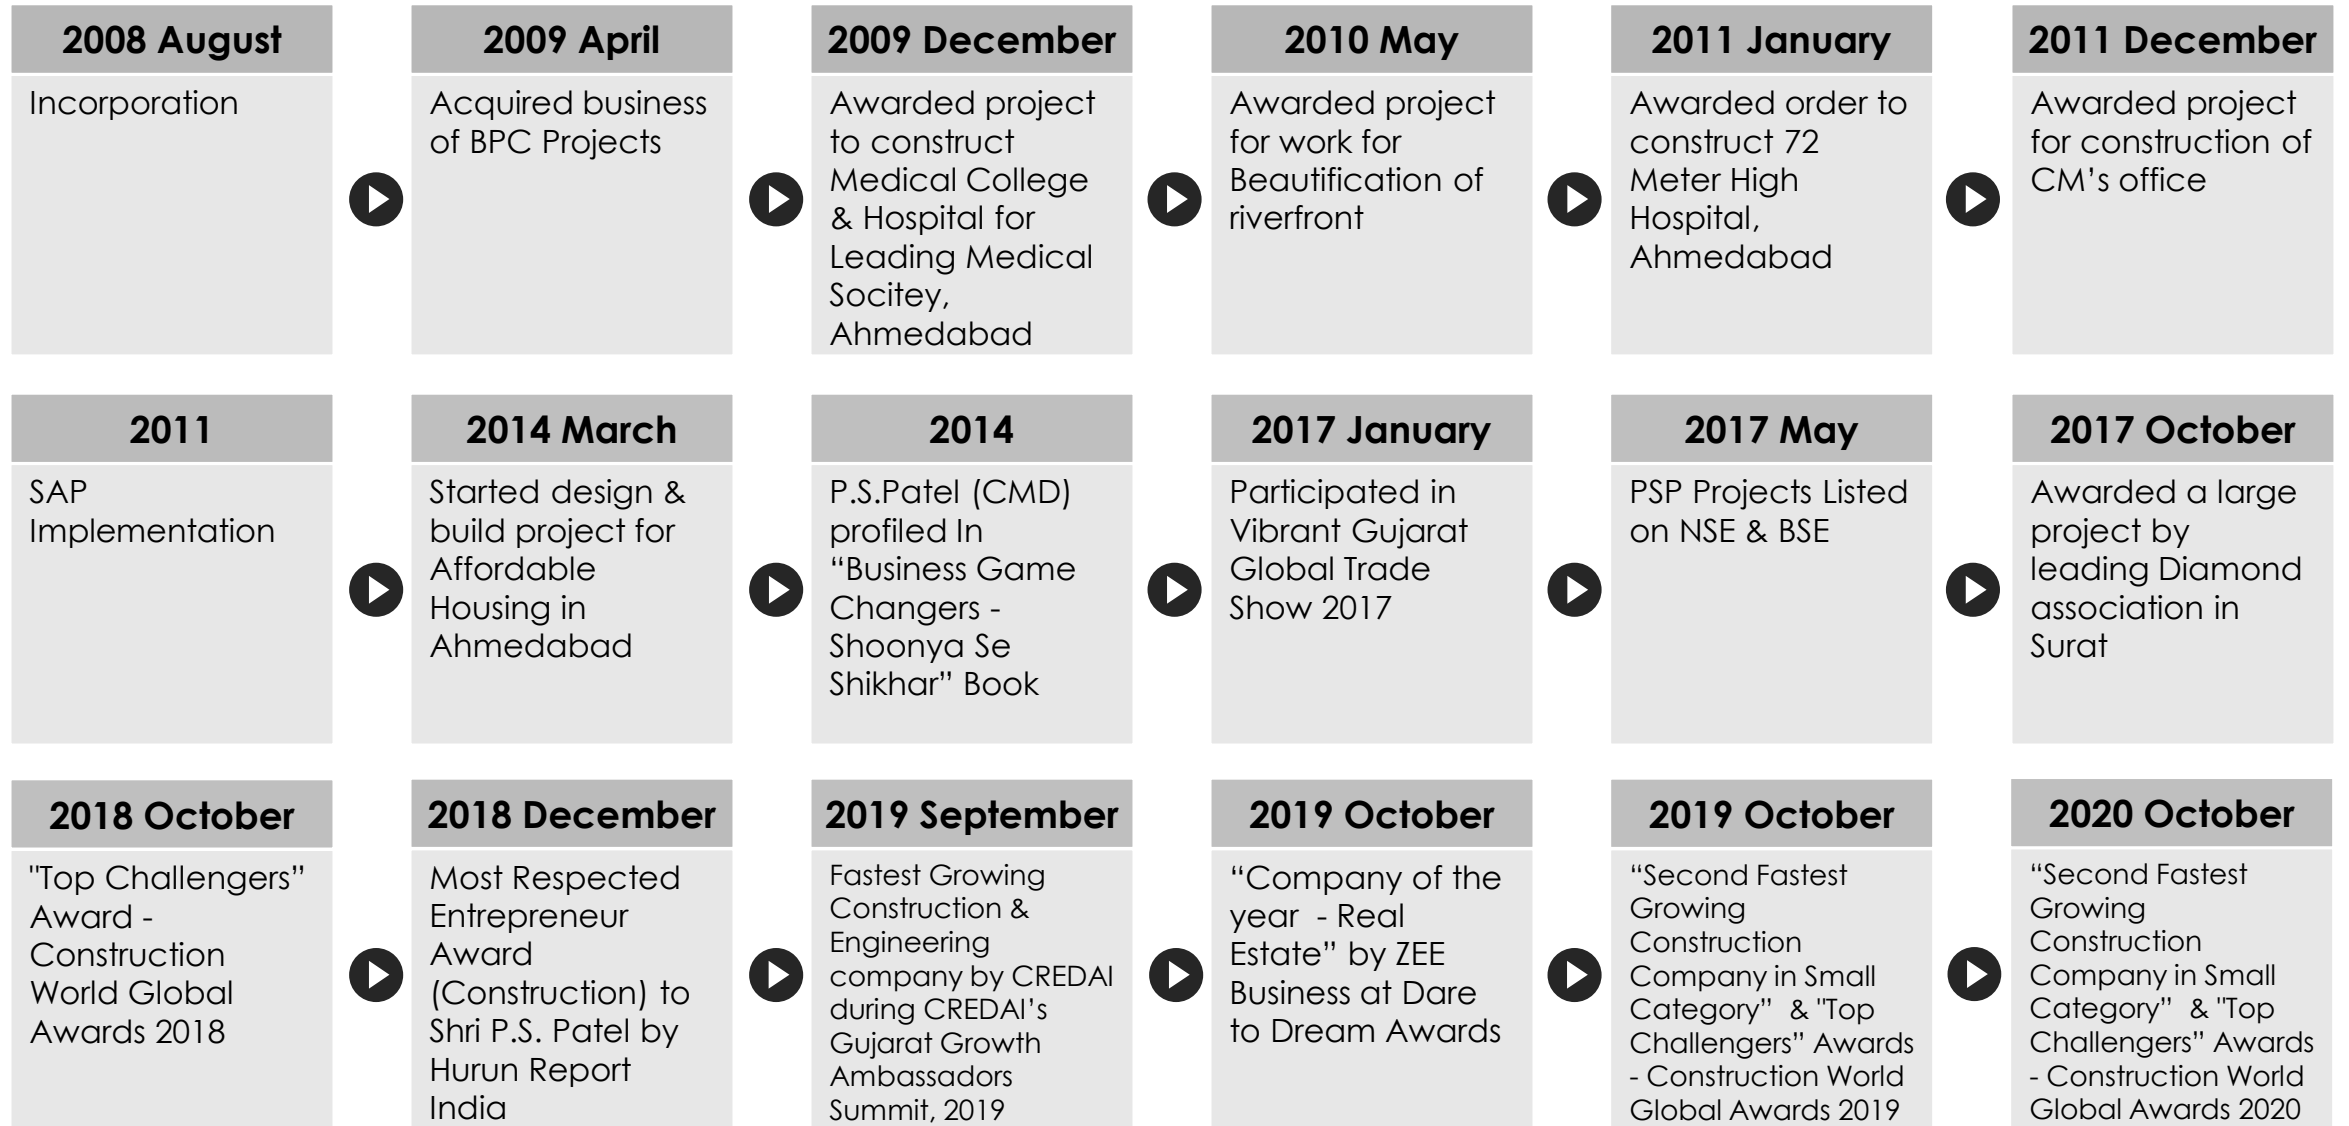 2008 August
Incorporation
2009 April
Acquired business
of BPC Projects
2009 December
Awarded project
to construct
Medical College
& Hospital for
Leading Medical
Socitey,
Ahmedabad
2010 May
Awarded project
for work for
Beautification of
riverfront
2011 January
Awarded order to
construct 72
Meter High
Hospital,
Ahmedabad
2011 December
Awarded project
for construction of
CM’s office
2011
SAP
Implementation
2014 March
Started design &
build project for
Affordable
Housing in
Ahmedabad
2014
P.S.Patel (CMD)
profiled In
“Business Game
Changers -
Shoonya Se
Shikhar” Book
2017 January
Participated in
Vibrant Gujarat
Global Trade
Show 2017
2017 May
PSP Projects Listed
on NSE & BSE
2017 October
Awarded a large
project by
leading Diamond
association in
Surat
2018 October
"Top Challengers”
Award -
Construction
World Global
Awards 2018
2018 December
Most Respected
Entrepreneur
Award
(Construction) to
Shri P.S. Patel by
Hurun Report
India
2019 September
Fastest Growing
Construction &
Engineering
company by CREDAI
during CREDAI’s
Gujarat Growth
Ambassadors
Summit, 2019
2019 October
“Company of the
year  - Real
Estate” by ZEE
Business at Dare
to Dream Awards
2019 October
“Second Fastest
Growing
Construction
Company in Small
Category”  & "Top
Challengers” Awards
- Construction World
Global Awards 2019
2020 October
“Second Fastest
Growing
Construction
Company in Small
Category”  & "Top
Challengers” Awards
- Construction World
Global Awards 2020